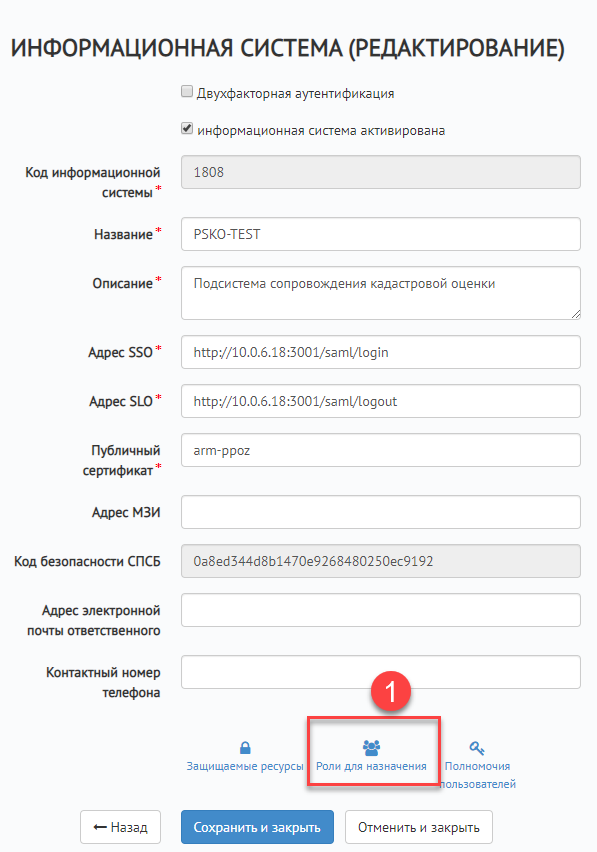 ИНФОРМАЦИОННАЯ СИСТЕМА (РЕДАКТИРОВАНИЕ)
Двухфакторная аутентификация
информационная система активирована
Код информационной
системы *
1808
Название *
PSKO-TEST
Описание *
Подсистема сопровождения кадастровой оценки
Адрес SSO *
http://10.0.6.18:3001/saml/login
Адрес SLO *
http://10.0.6.18:3001/saml/logout
Публичный
сертификат *
arm-ppoz
Адрес МЗИ
Код безопасности СПСБ
0a8ed344d8b1470e9268480250ec9192
Адрес электронной
почты ответственного
Контактный номер
телефона
1
Защищаемые ресурсы
Роли для назначения
Полномочия
пользователей
Назад
Сохранить и закрыть
Отменить и закрыть